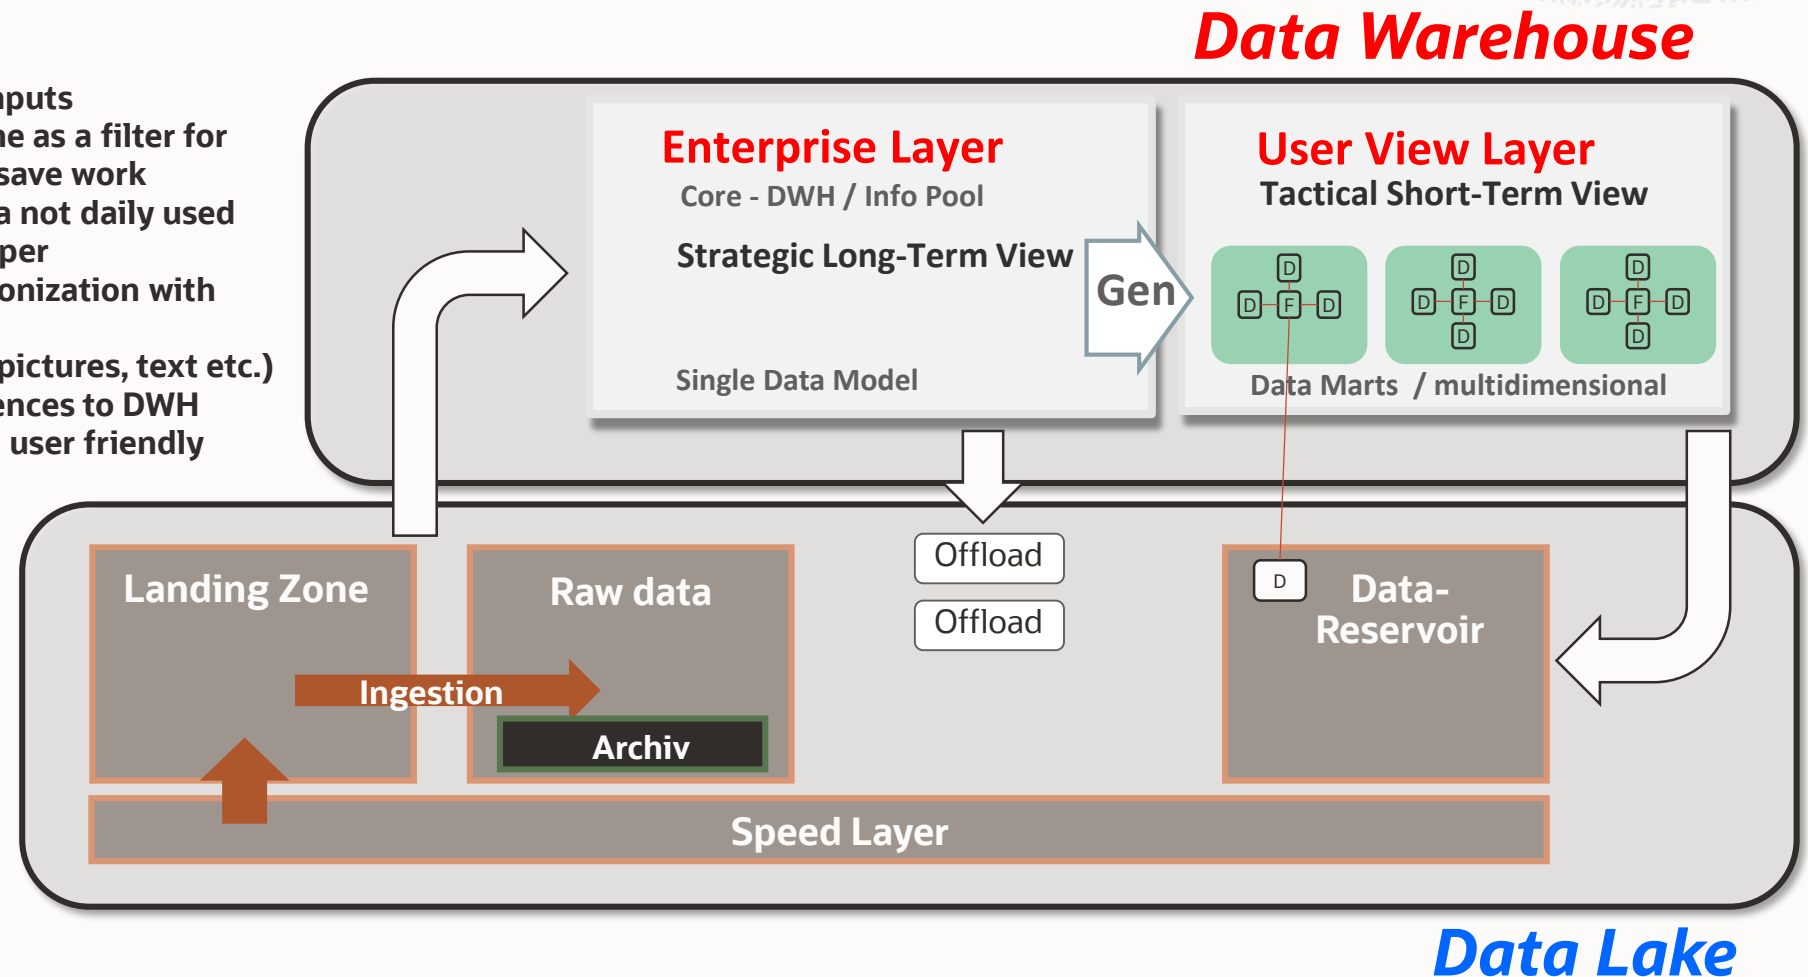 Data Warehouse
nputs
ne as a filter for
save work
a not daily used
per
onization with
pictures, text etc.)
ences to DWH
user friendly
Enterprise Layer
Core - DWH / Info Pool
Strategic Long-Term View
Single Data Model
Gen
User View Layer
Tactical Short-Term View
D
D F D
D
D F D
D
D
D F D
D
Data Marts / multidimensional
Landing Zone
Raw data
Ingestion
Archiv
Offload
Offload
D
Data-
Reservoir
Speed Layer
Data Lake